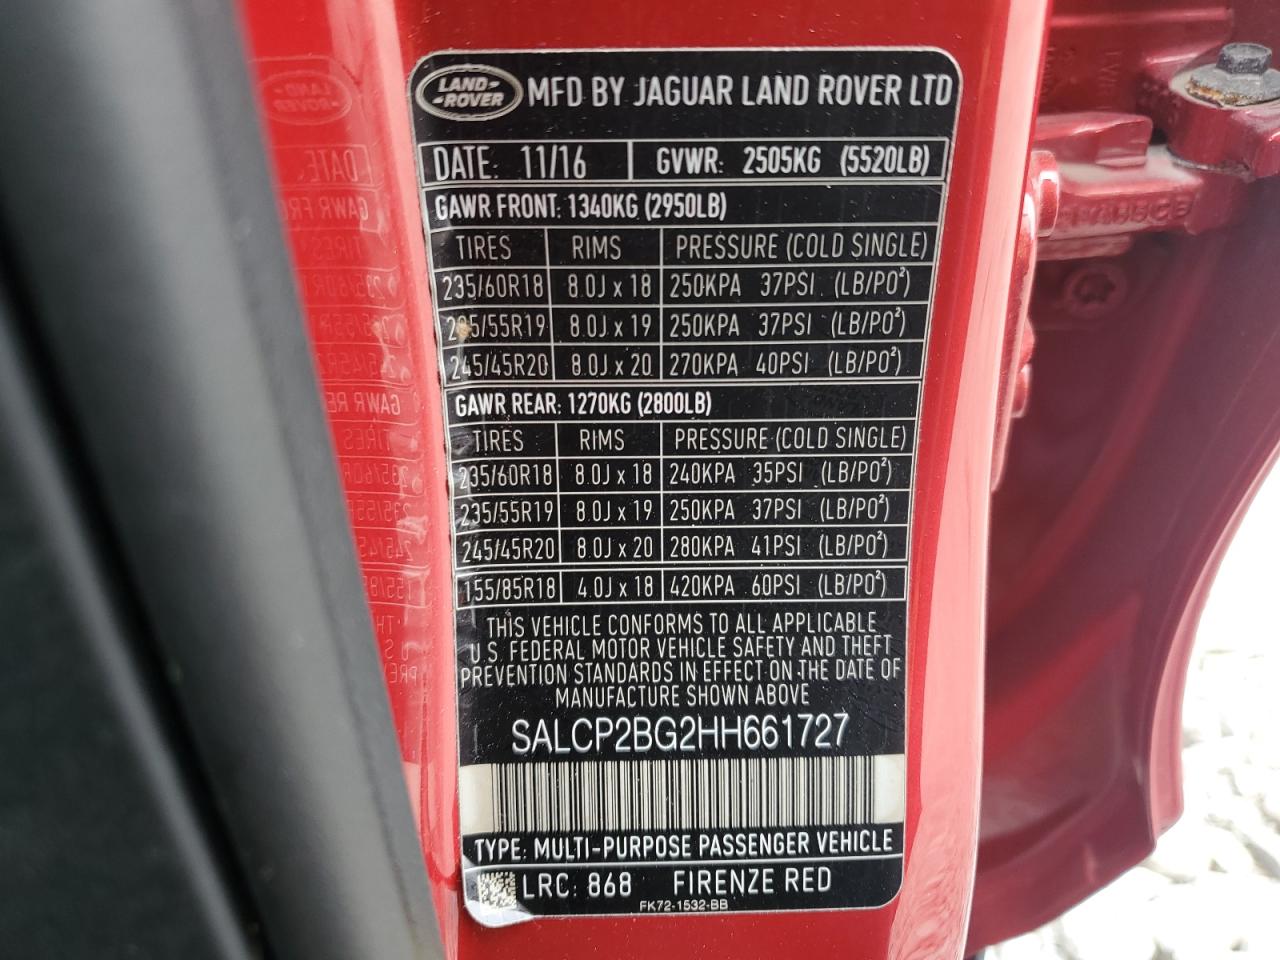 LAND-
-ROVER
MFD BY JAGUAR LAND ROVER LTD
DATE: 11/16 GVWR: 2505KG (5520LB)
GAWR FRONT: 1340KG (2950LB)
TIRES RIMS PRESSURE (COLD SINGLE)
235/60R18 8.0J x 18 250KPA 37PSI (LB/PO²)
235/55R19 8.0J x 19 250KPA 37PSI (LB/PO²)
245/45R20 8.0J x 20 270KPA 40PSI (LB/PO²)
GAWR REAR: 1270KG (2800LB)
TIRES RIMS PRESSURE (COLD SINGLE)
235/60R18 8.0J x 18 240KPA 35PSI (LB/PO²)
235/55R19 8.0J x 19 250KPA 37PSI (LB/PO²)
245/45R20 8.0J x 20 280KPA 41PSI (LB/PO²)
155/85R18 4.0J x 18 420KPA 60PSI (LB/PO²)
THIS VEHICLE CONFORMS TO ALL APPLICABLE
U.S. FEDERAL MOTOR VEHICLE SAFETY AND THEFT
PREVENTION STANDARDS IN EFFECT ON THE DATE OF
MANUFACTURE SHOWN ABOVE
SALCP2BG2HH661727
TYPE: MULTI-PURPOSE PASSENGER VEHICLE
LRC: 868 FIRENZE RED
FK72-1532-BB